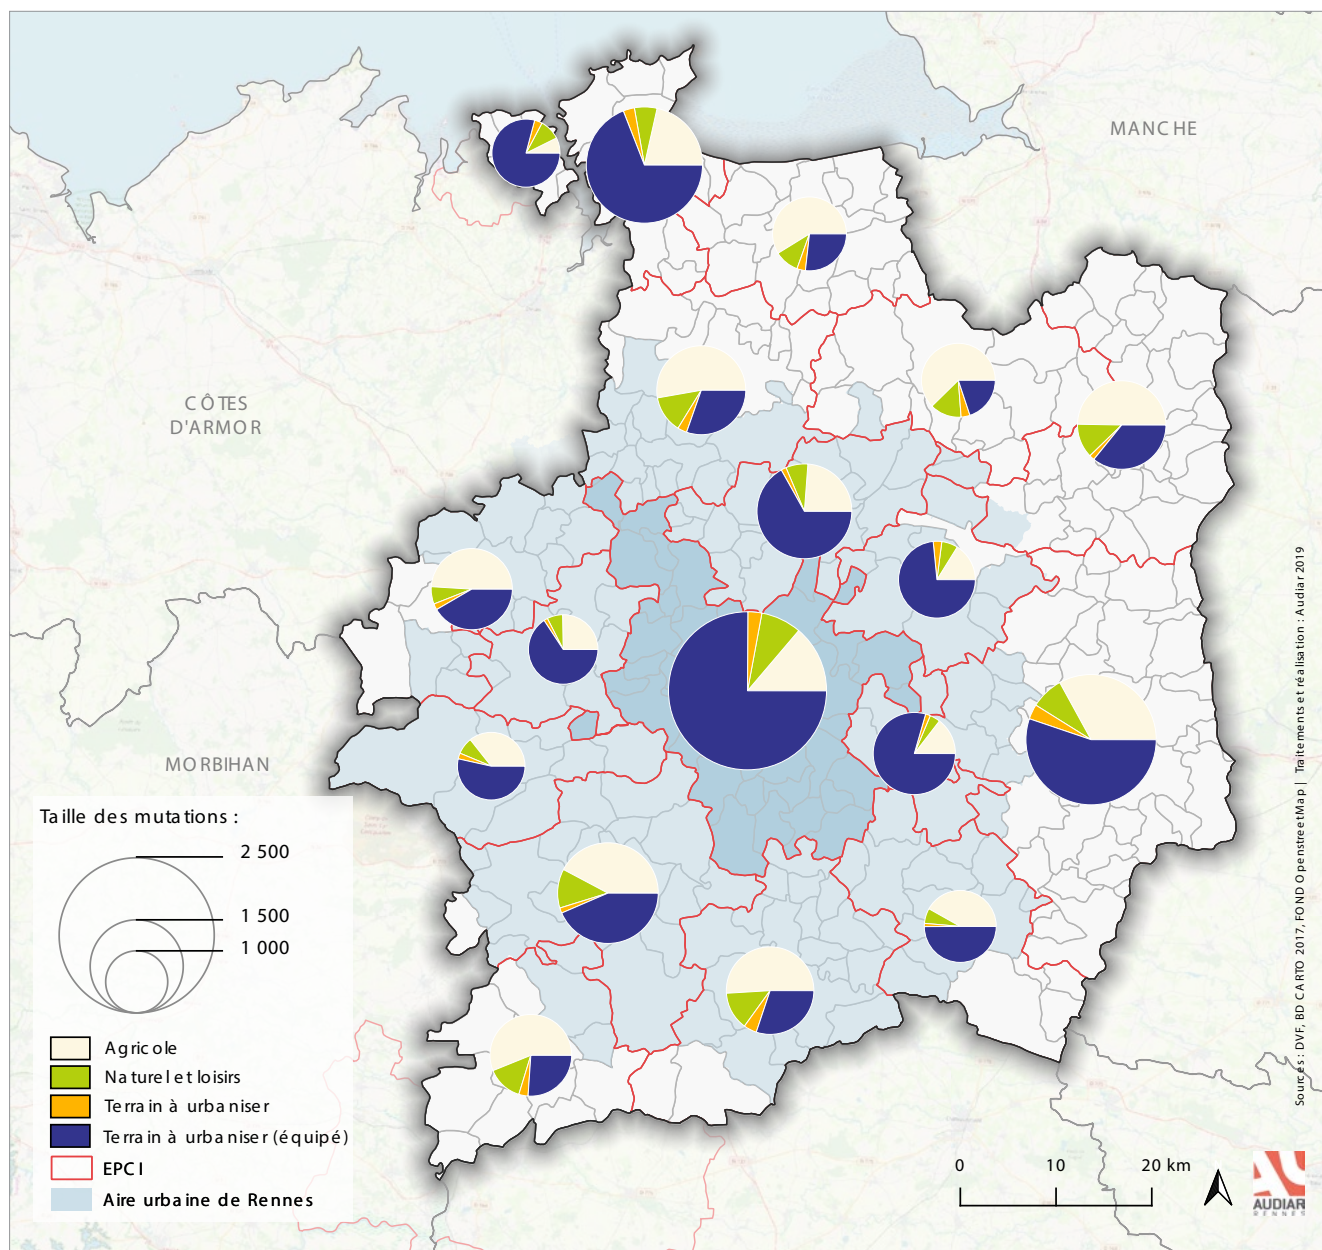 MANCHE
CÔTES
D'ARMOR
MORBIHAN
Taille des mutations :
2 500
1 500
1 000
Agricole
Naturel et loisirs
Terrain à urbaniser
Terrain à urbaniser (équipé)
EPCI
Aire urbaine de Rennes
0 10 20 km
AUDIAR
RENNES
Sources : DVF, BD CARTO 2017, FOND OpenstreetMap | Traitements et réalisation : Audiar 2019